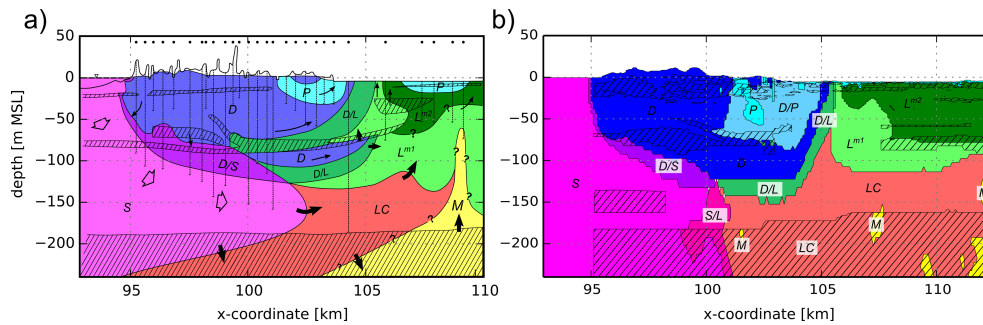 a)
b)
50
0
−50
−100
−150
−200
depth [m MSL]
P
P
D
D/L
L m2
D
D/S
D/L
L m1
S
LC
M
?
?
?
?
?
?
?
?
95
100
105
110
x-coordinate [km]
50
0
−50
−100
−150
−200
D
P
D/P
L m2
D/L
L m1
D
D/S
S
D/L
LC
M
S/L
M
M
LC
95
100
105
110
x-coordinate [km]